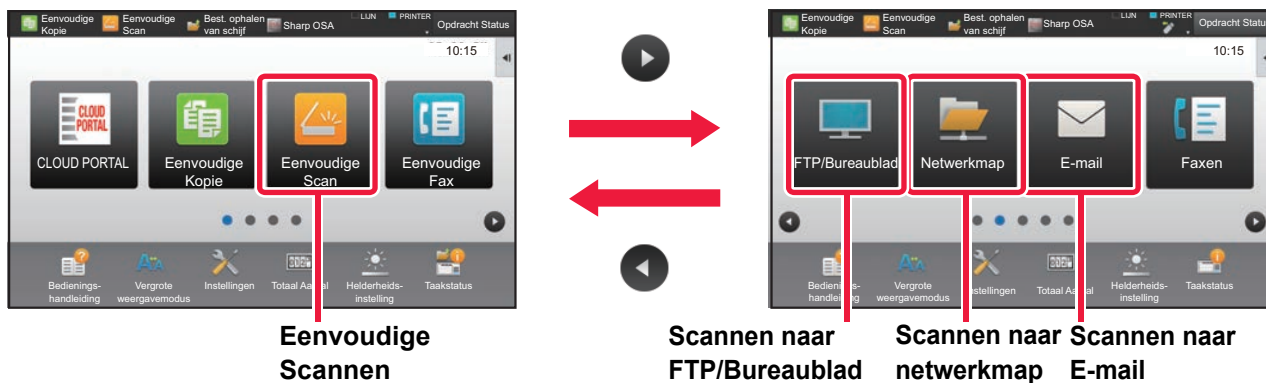 Eenvoudige Kopie
Eenvoudige Scan
Best. ophalen van schijf
Sharp OSA
LIJN
PRINTER
Opdracht Status
10:15
CLOUD PORTAL
CLOUD PORTAL
Eenvoudige Kopie
Eenvoudige Scan
Eenvoudige Fax
Bedienings-
handleiding
Vergrote
weergavemodus
Instellingen
Totaal Aantal
Helderheids-
instelling
Taakstatus
Eenvoudige
Scannen
Eenvoudige Kopie
Eenvoudige Scan
Best. ophalen van schijf
Sharp OSA
LIJN
PRINTER
Opdracht Status
10:15
FTP/Bureaublad
Netwerkmap
E-mail
Faxen
Bedienings-
handleiding
Vergrote
weergavemodus
Instellingen
Totaal Aantal
Helderheids-
instelling
Taakstatus
Scannen naar
FTP/Bureaublad
Scannen naar
netwerkmap
Scannen naar
E-mail